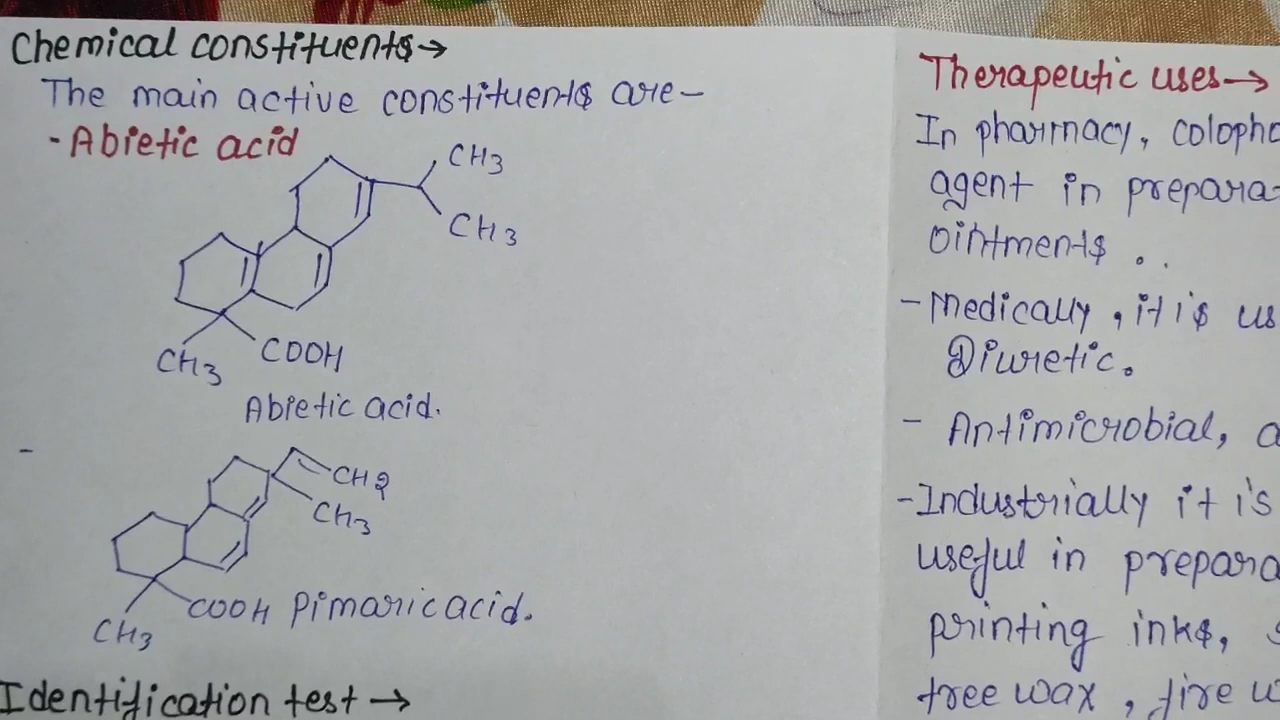 Chemical constituents→
The main active constituents are-
- Abietic acid
CH3
CH3
CH3
COOH
Abietic acid.
-
CH2
CH3
COOH Pimaric acid.
CH3
Identification test →
Therapeutic uses→
In pharmacy, colopho
agent in prepara
ointments ..
- Medically, it is us
Diuretic.
- Antimicrobial, a
- Industrially it is
useful in prepara
printing inks,
tree wax, fire w